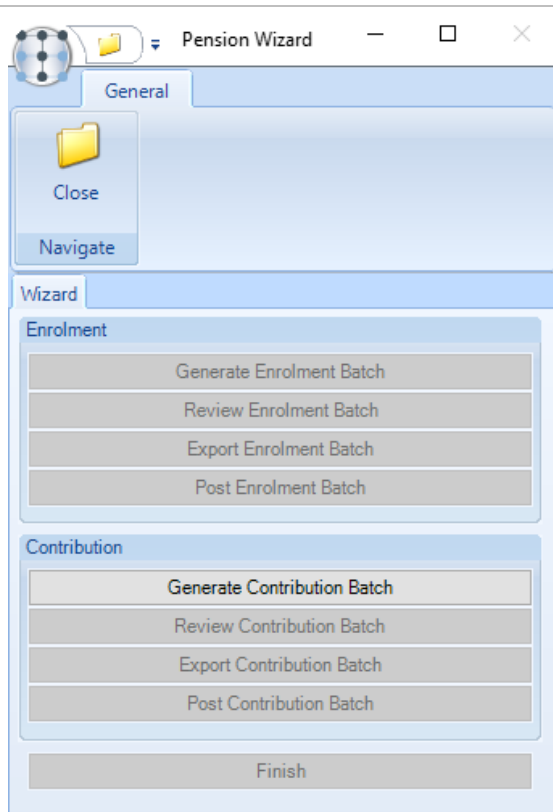 Pension Wizard
General
Close
Navigate
Wizard
Enrolment
Generate Enrolment Batch
Review Enrolment Batch
Export Enrolment Batch
Post Enrolment Batch
Contribution
Generate Contribution Batch
Review Contribution Batch
Export Contribution Batch
Post Contribution Batch
Finish